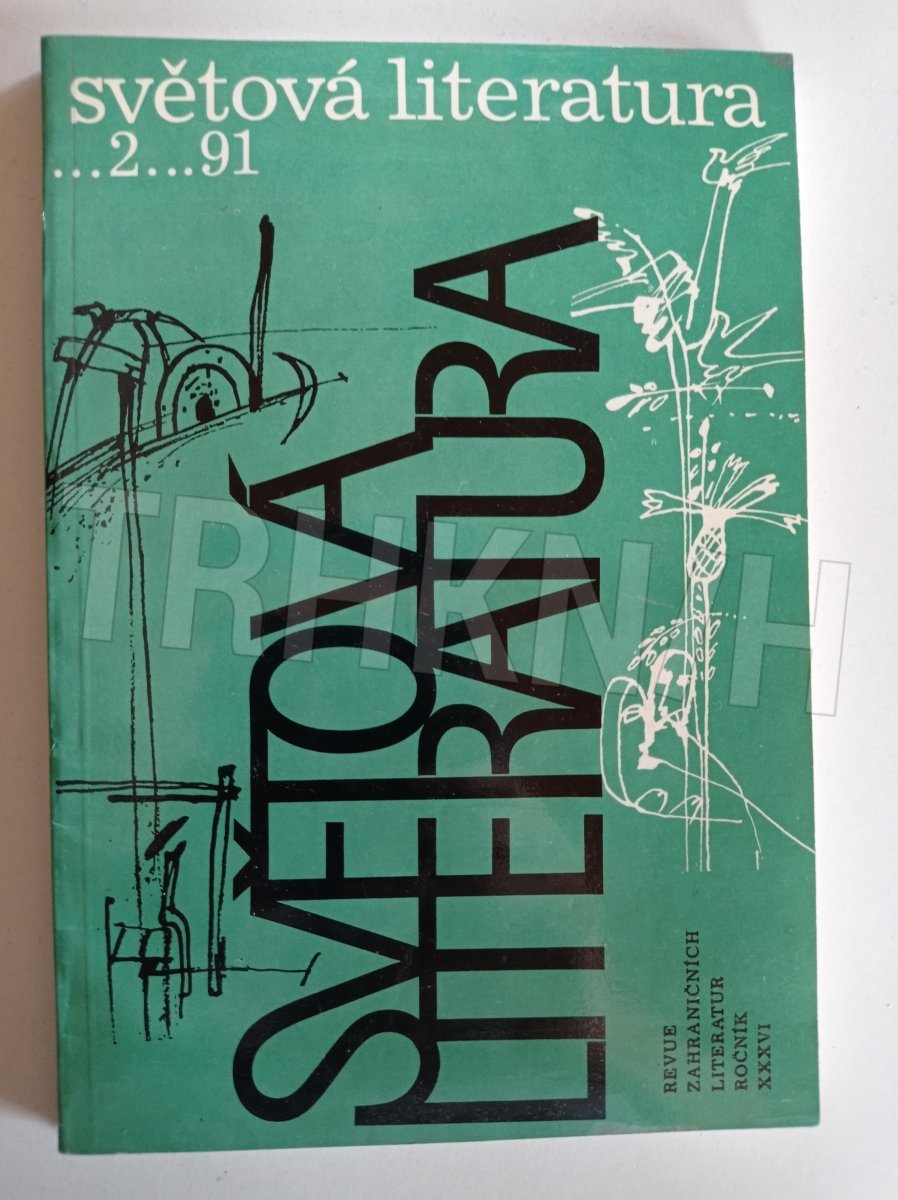 světová literatura
...2...91
SVĚTOVÁ
LITERATURA
REVUE
ZAHRANIČNÍCH
LITERATUR
ROČNÍK
XXXVI
TRHKNIH